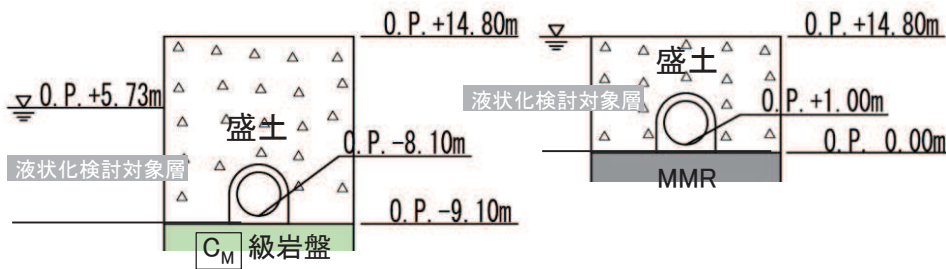 O.P.+14.80m
O.P.+5.73m
盛土
液状化検討対象層
O.P.-8.10m
O.P.-9.10m
CM 級岩盤
O.P.+14.80m
盛土
液状化検討対象層
O.P.+1.00m
O.P. 0.00m
MMR